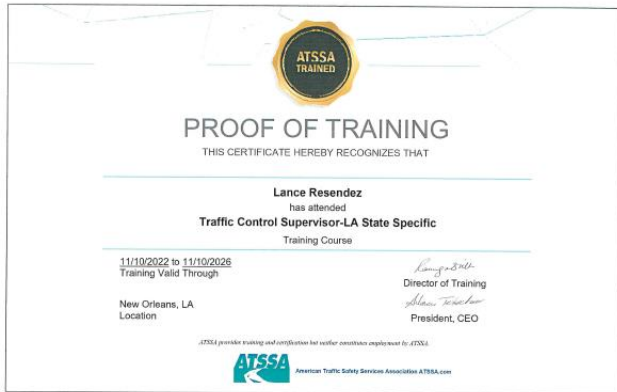 ATSSA
TRAINED
PROOF OF TRAINING
THIS CERTIFICATE HEREBY RECOGNIZES THAT
Lance Resendez
has attended
Traffic Control Supervisor-LA State Specific
Training Course
11/10/2022 to 11/10/2026
Training Valid Through
Director of Training
New Orleans, LA
Location
President, CEO
ATSSA provides training and certification but neither constitutes employment by ATSSA.
ATSSA American Traffic Safety Services Association ATSSA.com